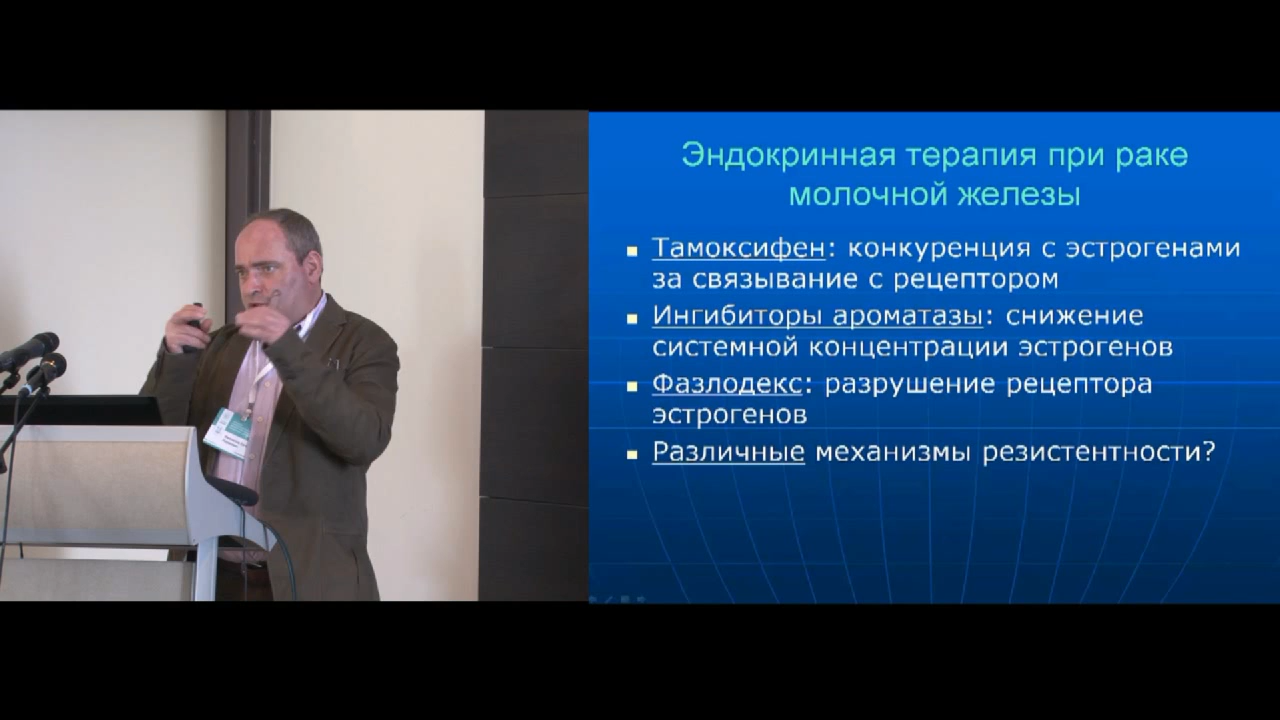 Эндокринная терапия при раке
молочной железы
Тамоксифен: конкуренция с эстрогенами
за связывание с рецептором
Ингибиторы ароматазы: снижение
системной концентрации эстрогенов
Фазлодекс: разрушение рецептора
эстрогенов
Различные механизмы резистентности?